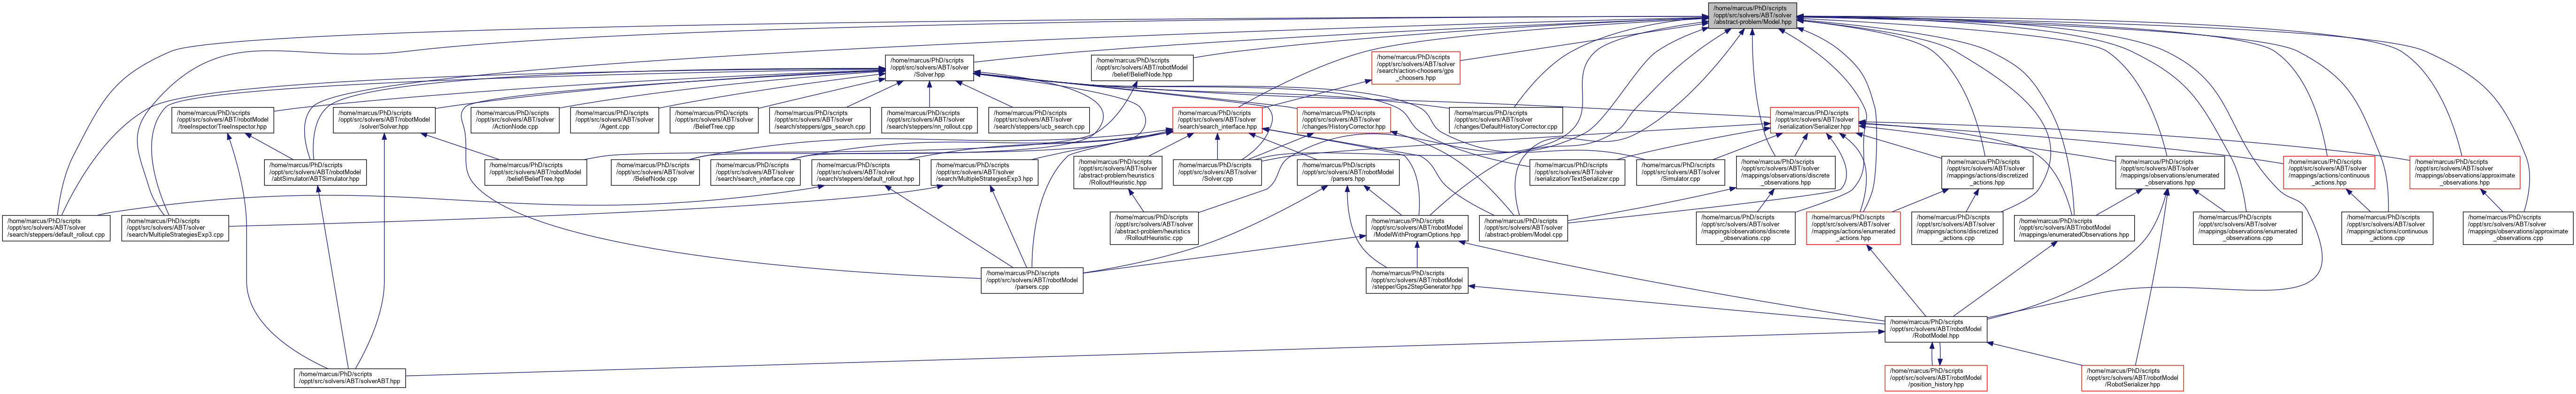 /home/marcus/PhD/scripts
/oppt/src/solvers/ABT/solver
/abstract-problem/Model.hpp
/home/marcus/PhD/scripts
/oppt/src/solvers/ABT/solver
/Solver.hpp
/home/marcus/PhD/scripts
/oppt/src/solvers/ABT/robotModel
/belief/BeliefNode.hpp
/home/marcus/PhD/scripts
/oppt/src/solvers/ABT/solver
/search/action-choosers/gps
_choosers.hpp
/home/marcus/PhD/scripts
/oppt/src/solvers/ABT/robotModel
/treeInspector/TreeInspector.hpp
/home/marcus/PhD/scripts
/oppt/src/solvers/ABT/robotModel
/solver/Solver.hpp
/home/marcus/PhD/scripts
/oppt/src/solvers/ABT/solver
/ActionNode.cpp
/home/marcus/PhD/scripts
/oppt/src/solvers/ABT/solver
/Agent.cpp
/home/marcus/PhD/scripts
/oppt/src/solvers/ABT/solver
/BeliefTree.cpp
/home/marcus/PhD/scripts
/oppt/src/solvers/ABT/solver
/search/steppers/gps_search.cpp
/home/marcus/PhD/scripts
/oppt/src/solvers/ABT/solver
/search/steppers/nn_rollout.cpp
/home/marcus/PhD/scripts
/oppt/src/solvers/ABT/solver
/search/steppers/ucb_search.cpp
/home/marcus/PhD/scripts
/oppt/src/solvers/ABT/solver
/search/search_interface.hpp
/home/marcus/PhD/scripts
/oppt/src/solvers/ABT/solver
/changes/HistoryCorrector.hpp
/home/marcus/PhD/scripts
/oppt/src/solvers/ABT/solver
/changes/DefaultHistoryCorrector.cpp
/home/marcus/PhD/scripts
/oppt/src/solvers/ABT/solver
/serialization/Serializer.hpp
/home/marcus/PhD/scripts
/oppt/src/solvers/ABT/robotModel
/abtSimulator/ABTSimulator.hpp
/home/marcus/PhD/scripts
/oppt/src/solvers/ABT/robotModel
/belief/BeliefTree.hpp
/home/marcus/PhD/scripts
/oppt/src/solvers/ABT/solver
/BeliefNode.cpp
/home/marcus/PhD/scripts
/oppt/src/solvers/ABT/solver
/search/search_interface.cpp
/home/marcus/PhD/scripts
/oppt/src/solvers/ABT/solver
/search/steppers/default_rollout.hpp
/home/marcus/PhD/scripts
/oppt/src/solvers/ABT/solver
/search/MultipleStrategiesExp3.hpp
/home/marcus/PhD/scripts
/oppt/src/solvers/ABT/solver
/abstract-problem/heuristics
/RolloutHeuristic.hpp
/home/marcus/PhD/scripts
/oppt/src/solvers/ABT/solver
/Solver.cpp
/home/marcus/PhD/scripts
/oppt/src/solvers/ABT/robotModel
/parsers.hpp
/home/marcus/PhD/scripts
/oppt/src/solvers/ABT/solver
/serialization/TextSerializer.cpp
/home/marcus/PhD/scripts
/oppt/src/solvers/ABT/solver
/Simulator.cpp
/home/marcus/PhD/scripts
/oppt/src/solvers/ABT/solver
/mappings/observations/discrete
_observations.hpp
/home/marcus/PhD/scripts
/oppt/src/solvers/ABT/solver
/mappings/actions/discretized
_actions.hpp
/home/marcus/PhD/scripts
/oppt/src/solvers/ABT/solver
/mappings/observations/enumerated
_observations.hpp
/home/marcus/PhD/scripts
/oppt/src/solvers/ABT/solver
/mappings/actions/continuous
_actions.hpp
/home/marcus/PhD/scripts
/oppt/src/solvers/ABT/solver
/mappings/observations/approximate
_observations.hpp
/home/marcus/PhD/scripts
/oppt/src/solvers/ABT/solver
/search/steppers/default_rollout.cpp
/home/marcus/PhD/scripts
/oppt/src/solvers/ABT/solver
/search/MultipleStrategiesExp3.cpp
/home/marcus/PhD/scripts
/oppt/src/solvers/ABT/solver
/abstract-problem/heuristics
/RolloutHeuristic.cpp
/home/marcus/PhD/scripts
/oppt/src/solvers/ABT/robotModel
/ModelWithProgramOptions.hpp
/home/marcus/PhD/scripts
/oppt/src/solvers/ABT/solver
/abstract-problem/Model.cpp
/home/marcus/PhD/scripts
/oppt/src/solvers/ABT/solver
/mappings/observations/discrete
_observations.cpp
/home/marcus/PhD/scripts
/oppt/src/solvers/ABT/solver
/mappings/actions/enumerated
_actions.hpp
/home/marcus/PhD/scripts
/oppt/src/solvers/ABT/solver
/mappings/actions/discretized
_actions.cpp
/home/marcus/PhD/scripts
/oppt/src/solvers/ABT/robotModel
/mappings/enumeratedObservations.hpp
/home/marcus/PhD/scripts
/oppt/src/solvers/ABT/solver
/mappings/observations/enumerated
_observations.cpp
/home/marcus/PhD/scripts
/oppt/src/solvers/ABT/solver
/mappings/actions/continuous
_actions.cpp
/home/marcus/PhD/scripts
/oppt/src/solvers/ABT/solver
/mappings/observations/approximate
_observations.cpp
/home/marcus/PhD/scripts
/oppt/src/solvers/ABT/robotModel
/parsers.cpp
/home/marcus/PhD/scripts
/oppt/src/solvers/ABT/robotModel
/stepper/Gps2StepGenerator.hpp
/home/marcus/PhD/scripts
/oppt/src/solvers/ABT/robotModel
/RobotModel.hpp
/home/marcus/PhD/scripts
/oppt/src/solvers/ABT/solverABT.hpp
/home/marcus/PhD/scripts
/oppt/src/solvers/ABT/robotModel
/position_history.hpp
/home/marcus/PhD/scripts
/oppt/src/solvers/ABT/robotModel
/RobotSerializer.hpp